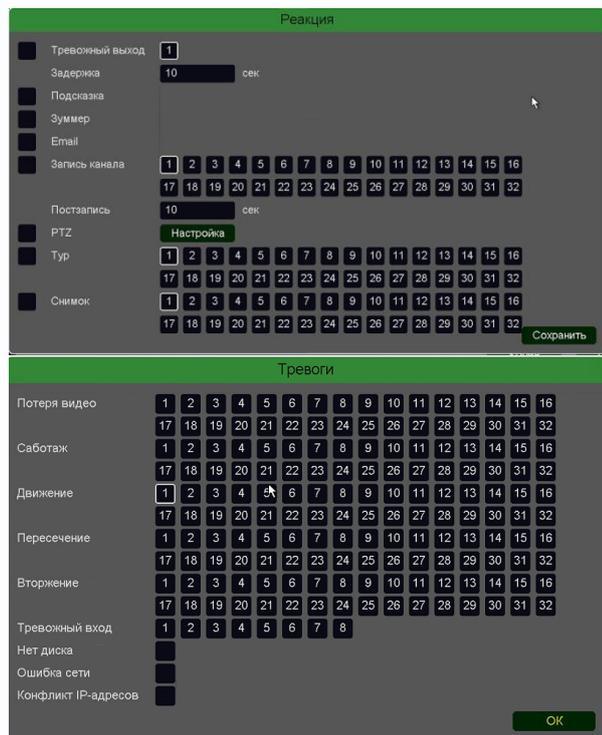 Реакция
Тревожный выход 1
Задержка 10 сек
Подсказка
Зуммер
Email
Запись канала 1 2 3 4 5 6 7 8 9 10 11 12 13 14 15 16
17 18 19 20 21 22 23 24 25 26 27 28 29 30 31 32
Постзапись 10 сек
PTZ Настройка
Тур 1 2 3 4 5 6 7 8 9 10 11 12 13 14 15 16
17 18 19 20 21 22 23 24 25 26 27 28 29 30 31 32
Снимок 1 2 3 4 5 6 7 8 9 10 11 12 13 14 15 16
17 18 19 20 21 22 23 24 25 26 27 28 29 30 31 32
Сохранить
Тревоги
Потеря видео 1 2 3 4 5 6 7 8 9 10 11 12 13 14 15 16
17 18 19 20 21 22 23 24 25 26 27 28 29 30 31 32
Саботаж 1 2 3 4 5 6 7 8 9 10 11 12 13 14 15 16
17 18 19 20 21 22 23 24 25 26 27 28 29 30 31 32
Движение 1 2 3 4 5 6 7 8 9 10 11 12 13 14 15 16
17 18 19 20 21 22 23 24 25 26 27 28 29 30 31 32
Пересечение 1 2 3 4 5 6 7 8 9 10 11 12 13 14 15 16
17 18 19 20 21 22 23 24 25 26 27 28 29 30 31 32
Вторжение 1 2 3 4 5 6 7 8 9 10 11 12 13 14 15 16
17 18 19 20 21 22 23 24 25 26 27 28 29 30 31 32
Тревожный вход 1 2 3 4 5 6 7 8
Нет диска
Ошибка сети
Конфликт IP-адресов
OK